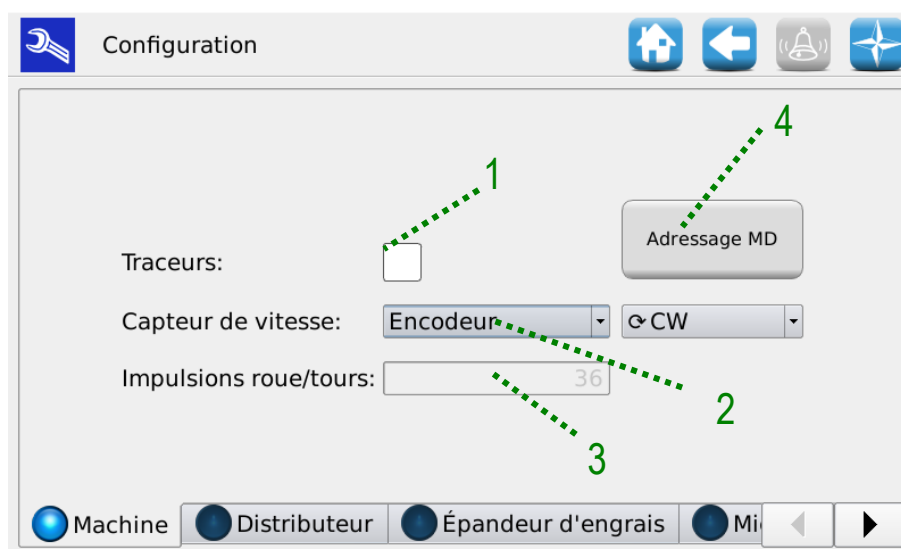 Configuration
4
1
Adressage MD
Traceurs:
Capteur de vitesse: Encodeur ⟳CW
Impulsions roue/tours: 36
2
3
Machine Distributeur Épandeur d'engrais Mi